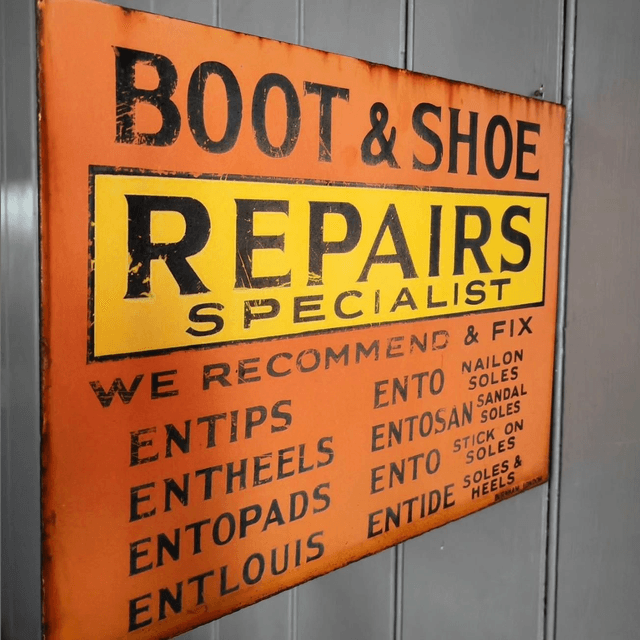 BOOT & SHOE
REPAIRS
SPECIALIST
WE RECOMMEND & FIX
ENTIPS
ENTHEELS
ENTOPADS
ENTLOUIS
ENTO NAILON SOLES
ENTOSAN SANDAL SOLES
ENTO STICK ON SOLES
ENTIDE SOLES & HEELS
LONDON